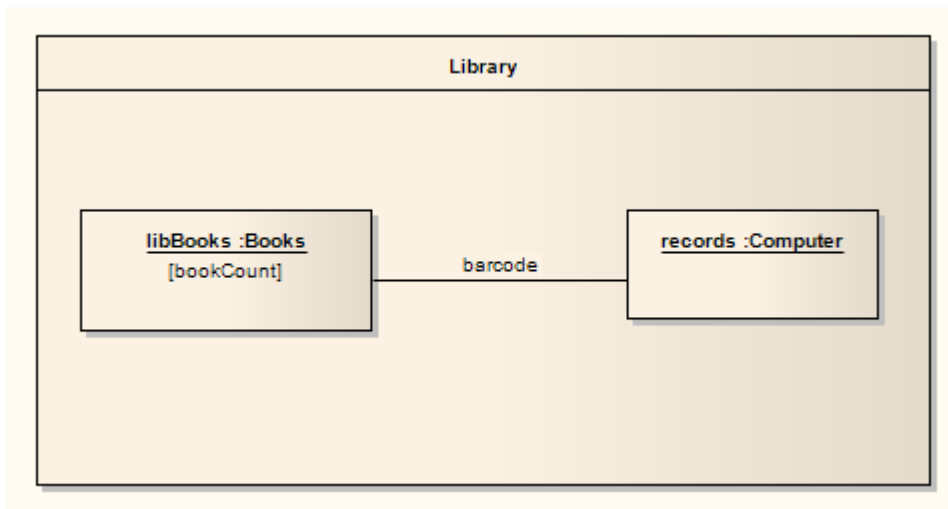 Library
libBooks :Books
[bookCount]
barcode
records :Computer